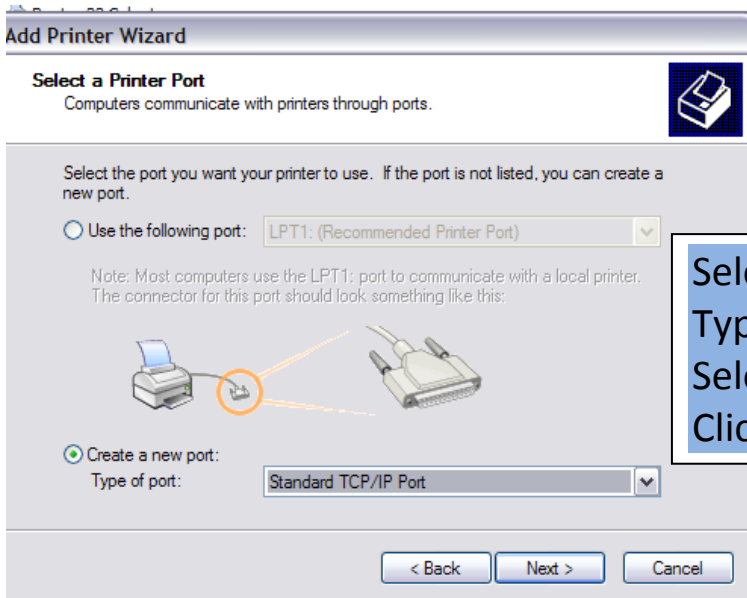 Add Printer Wizard
Select a Printer Port
Computers communicate with printers through ports.
Select the port you want your printer to use. If the port is not listed, you can create a
new port.
Use the following port: LPT1: (Recommended Printer Port)
Note: Most computers use the LPT1: port to communicate with a local printer.
The connector for this port should look something like this:
Create a new port:
Type of port: Standard TCP/IP Port
< Back Next > Cancel